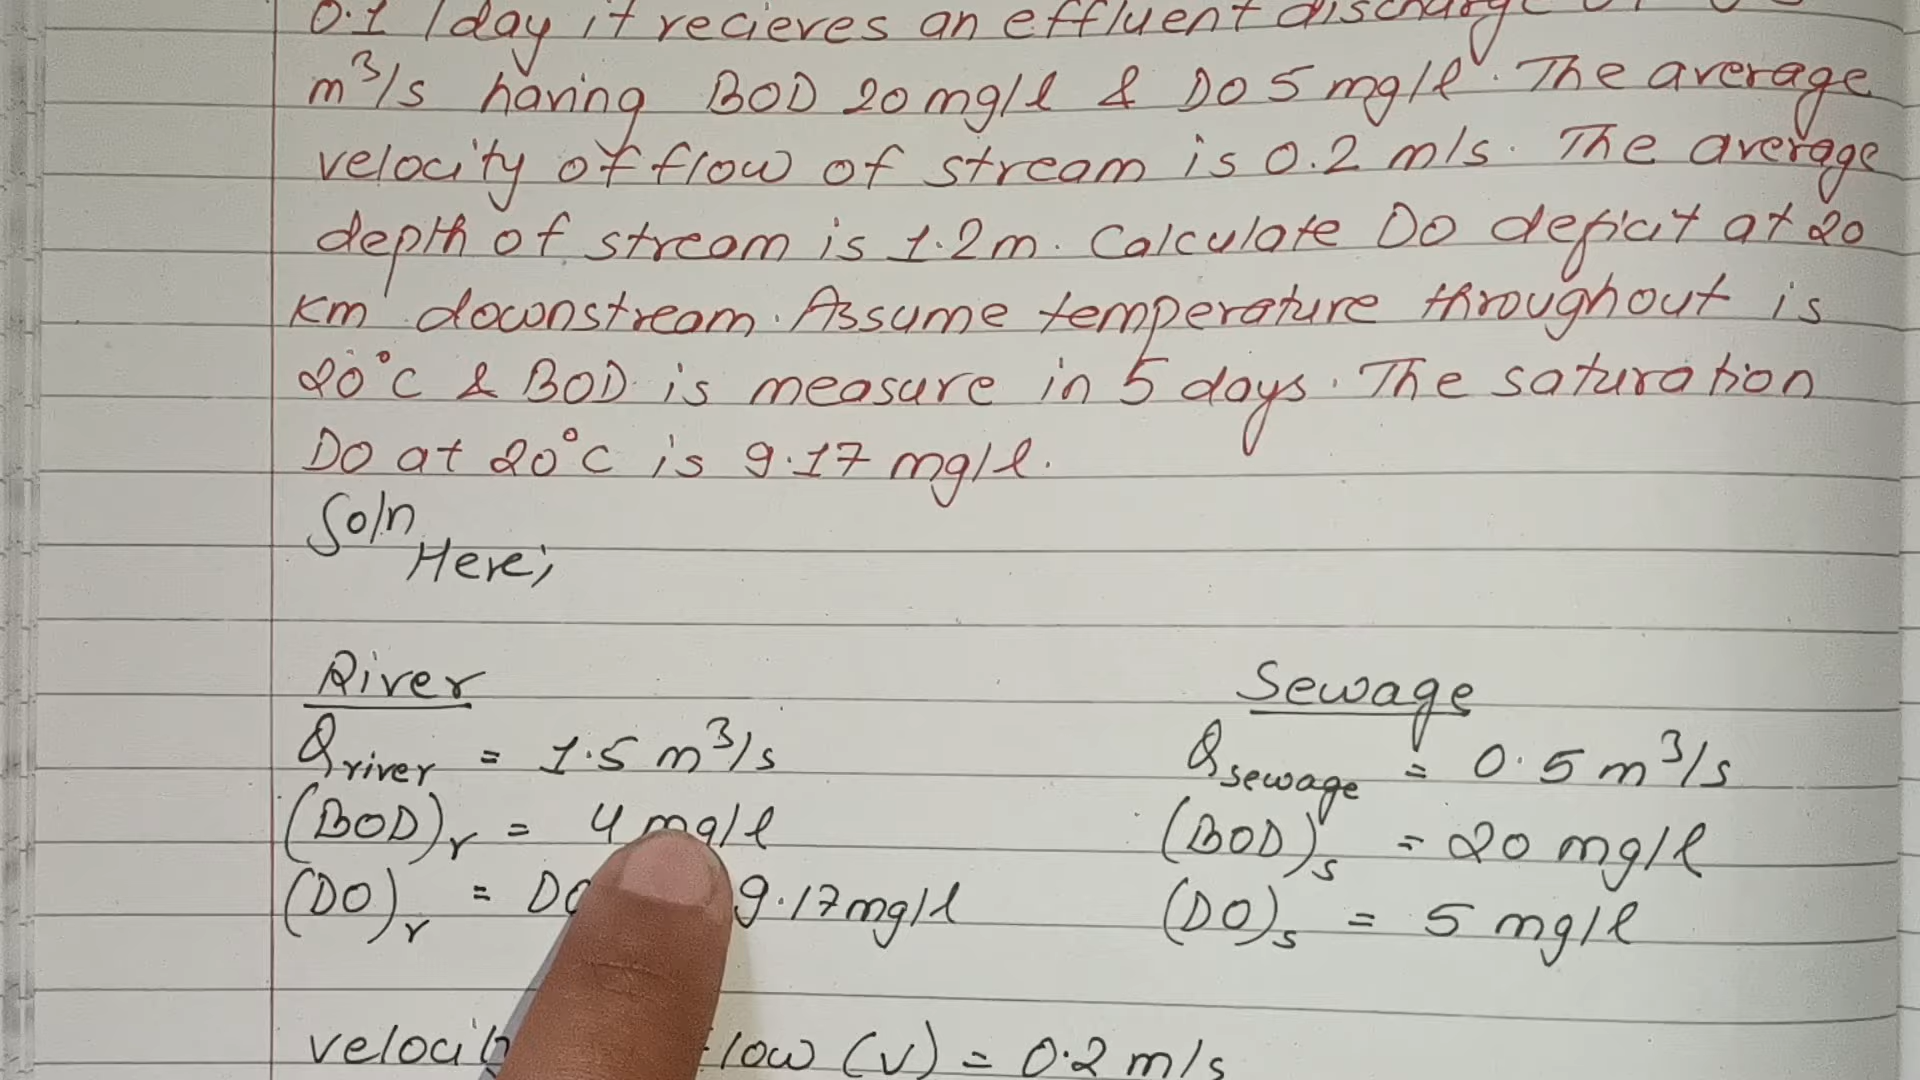 0.1 /day it recieves an effluent discharge
m³/s having BOD 20 mg/l & DO 5 mg/l. The average
velocity of flow of stream is 0.2 m/s. The average
depth of stream is 1.2m. Calculate DO deficit at 20
km downstream. Assume temperature throughout is
20°C & BOD is measure in 5 days. The saturation
DO at 20°C is 9.17 mg/l.
Soln
Here;
River
Qriver = 1.5 m³/s
(BOD)r = 4 mg/l
(DO)r = 9.17 mg/l
Sewage
Qsewage = 0.5 m³/s
(BOD)s = 20 mg/l
(DO)s = 5 mg/l
low (V) = 0.2 m/s